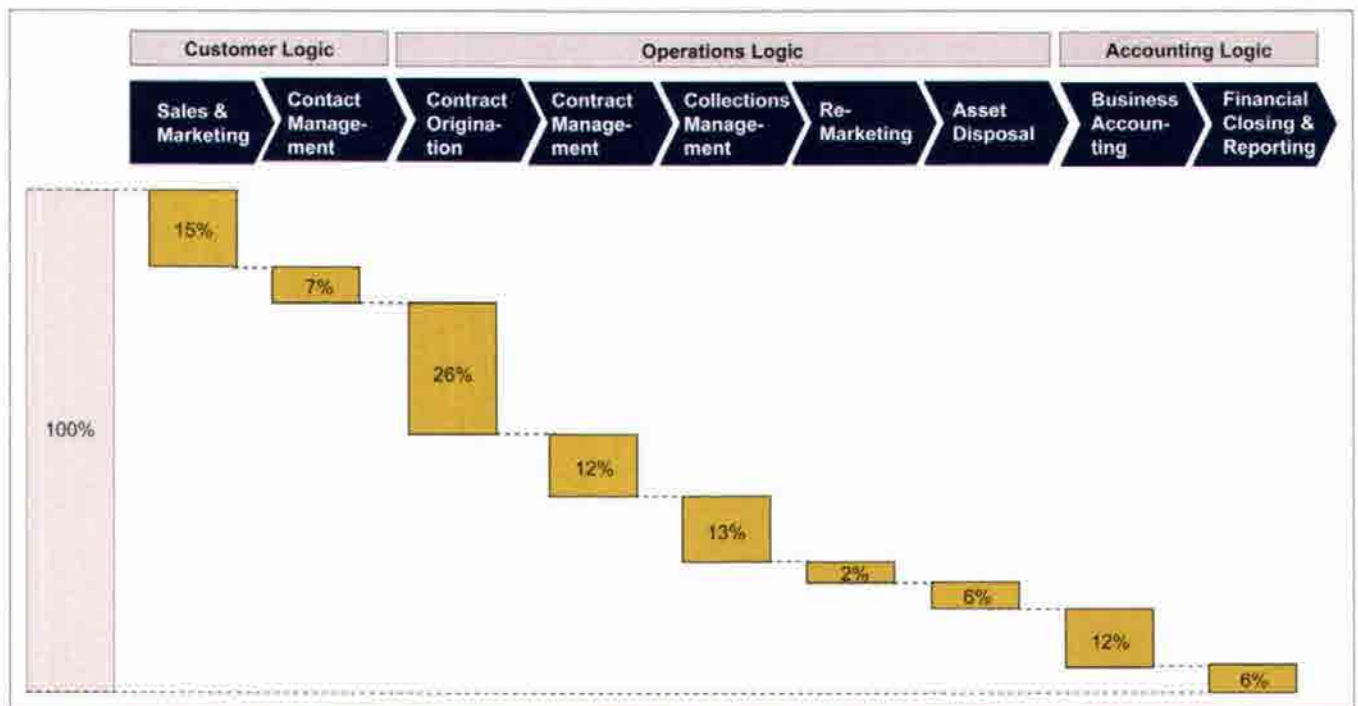 Customer Logic
Operations Logic
Accounting Logic
Sales &
Marketing
Contact
Manage-
ment
Contract
Origina-
tion
Contract
Manage-
ment
Collections
Manage-
ment
Re-
Marketing
Asset
Disposal
Business
Accoun-
ting
Financial
Closing &
Reporting
100%
15%
7%
26%
12%
13%
2%
6%
12%
6%